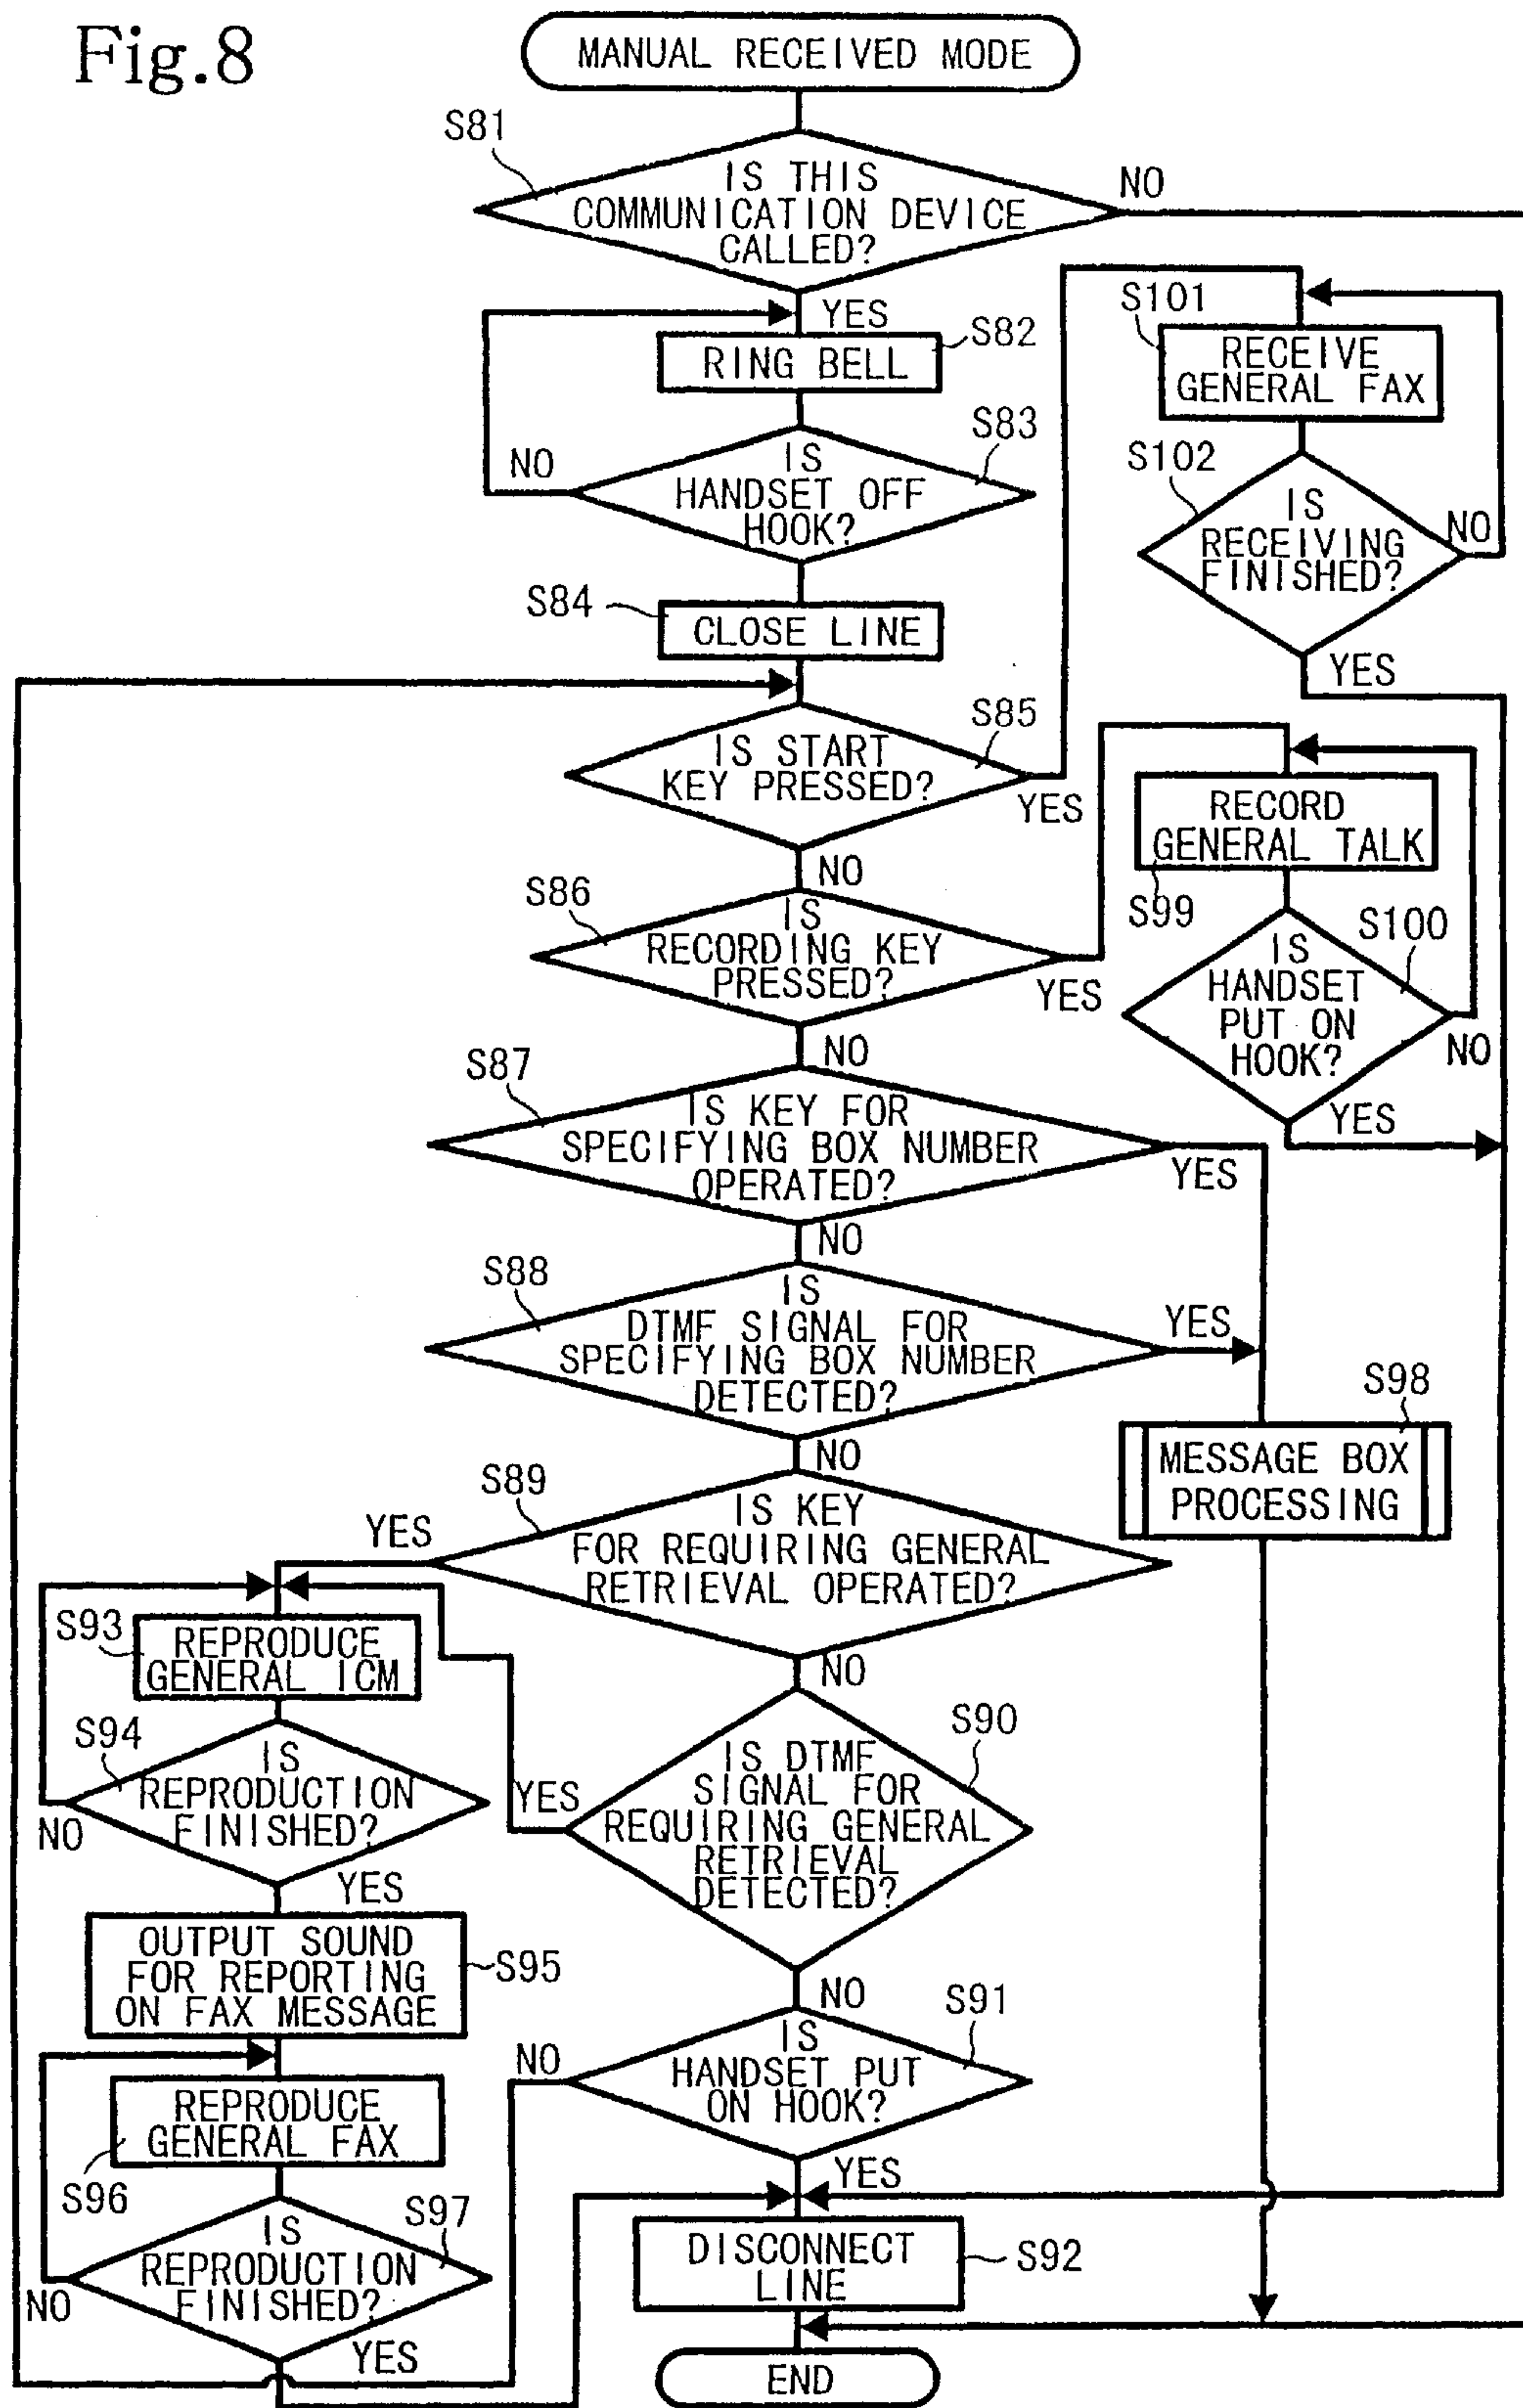 Fig.8
MANUAL RECEIVED MODE
S81
IS THIS
COMMUNICATION DEVICE
CALLED?
NO
YES
RING BELL
S82
S83
IS
HANDSET OFF
HOOK?
NO
S84
CLOSE LINE
S85
IS START
KEY PRESSED?
YES
NO
S86
IS
RECORDING KEY
PRESSED?
YES
NO
S87
IS KEY FOR
SPECIFYING BOX NUMBER
OPERATED?
YES
NO
S88
IS
DTMF SIGNAL FOR
SPECIFYING BOX NUMBER
DETECTED?
YES
NO
S89
IS KEY
FOR REQUIRING GENERAL
RETRIEVAL OPERATED?
YES
NO
S90
IS DTMF
SIGNAL FOR
REQUIRING GENERAL
RETRIEVAL
DETECTED?
YES
NO
S91
IS
HANDSET PUT
ON HOOK?
NO
YES
DISCONNECT
LINE
S92
END
S93
REPRODUCE
GENERAL ICM
S94
IS
REPRODUCTION
FINISHED?
NO
YES
OUTPUT SOUND
FOR REPORTING
ON FAX MESSAGE
S95
REPRODUCE
GENERAL FAX
S96
S97
IS
REPRODUCTION
FINISHED?
NO
YES
S98
MESSAGE BOX
PROCESSING
RECORD
GENERAL TALK
S99
S100
IS
HANDSET
PUT ON
HOOK?
NO
YES
S101
RECEIVE
GENERAL FAX
S102
IS
RECEIVING
FINISHED?
NO
YES